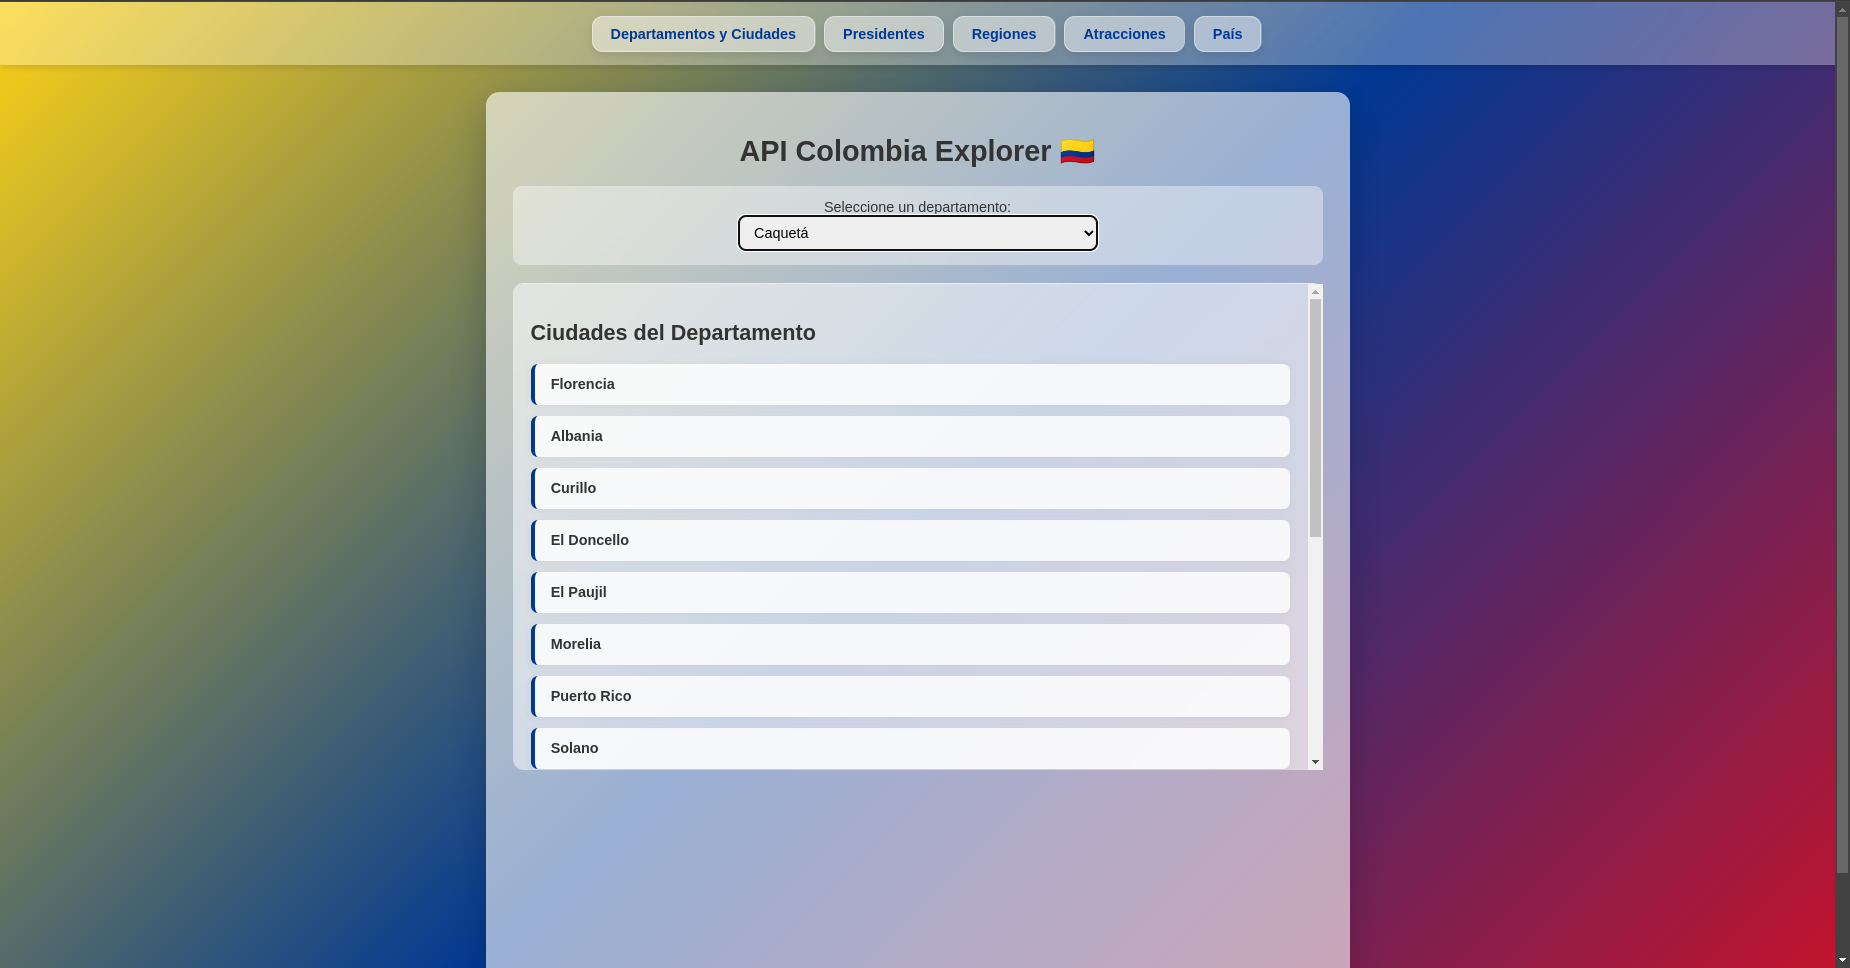 Departamentos y Ciudades Presidentes Regiones Atracciones País
API Colombia Explorer 🇨🇴
Seleccione un departamento:
Caquetá
Ciudades del Departamento
Florencia
Albania
Curillo
El Doncello
El Paujil
Morelia
Puerto Rico
Solano